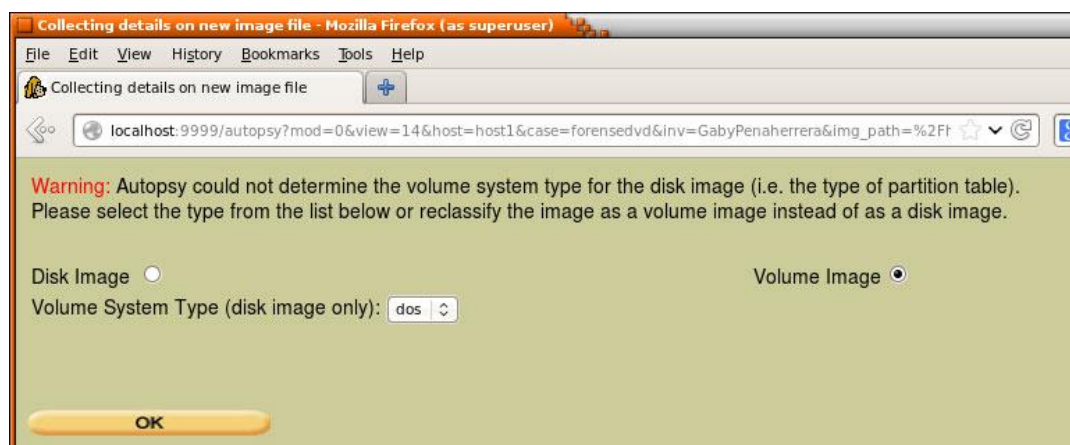 Collecting details on new image file - Mozilla Firefox (as superuser)
File Edit View History Bookmarks Tools Help
Collecting details on new image file
localhost:9999/autopsy?mod=0&view=14&host=host1&case=forensedvd&inv=GabyPenaherrera&img_path=%2Fh
Warning: Autopsy could not determine the volume system type for the disk image (i.e. the type of partition table).
Please select the type from the list below or reclassify the image as a volume image instead of as a disk image.
Disk Image Volume Image
Volume System Type (disk image only): dos
OK